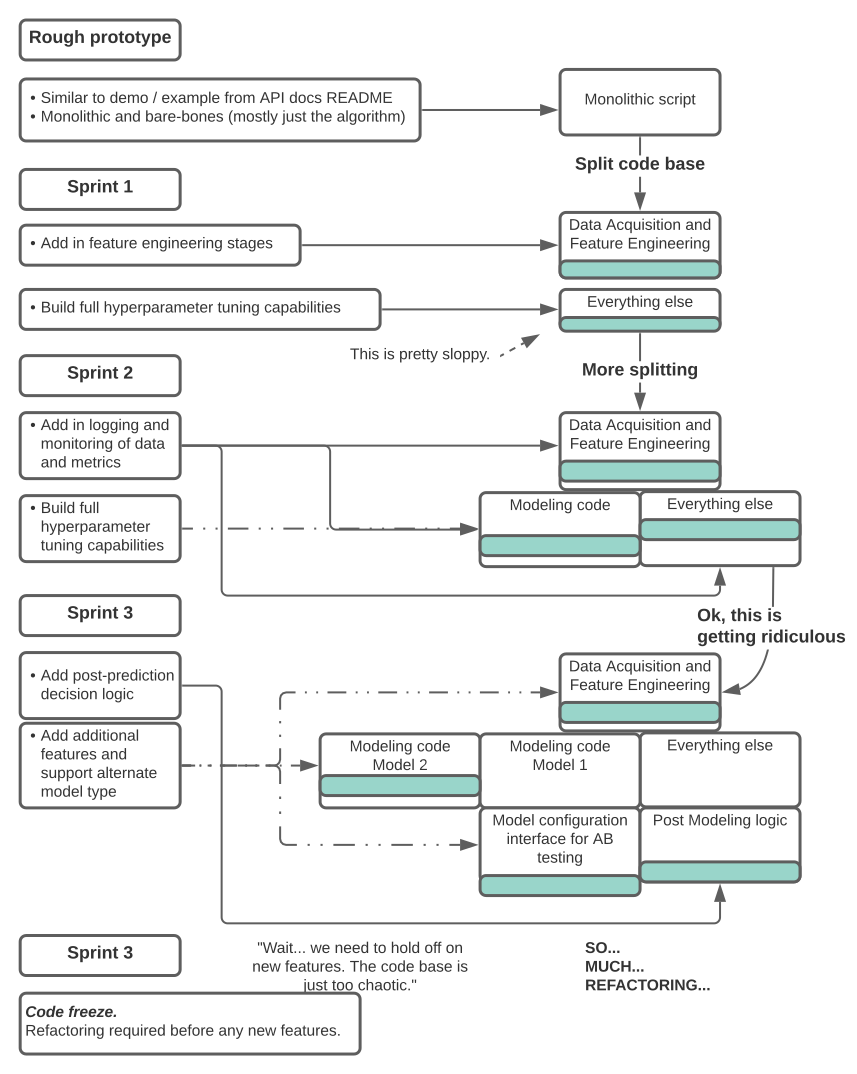 Rough prototype
• Similar to demo / example from API docs README
• Monolithic and bare-bones (mostly just the algorithm)
Monolithic script
Split code base
Sprint 1
• Add in feature engineering stages
Data Acquisition and
Feature Engineering
• Build full hyperparameter tuning capabilities
Everything else
This is pretty sloppy.
More splitting
Sprint 2
• Add in logging and
monitoring of data
and metrics
Data Acquisition and
Feature Engineering
• Build full
hyperparameter
tuning capabilities
Modeling code
Everything else
Sprint 3
Ok, this is
getting ridiculous
• Add post-prediction
decision logic
Data Acquisition and
Feature Engineering
• Add additional
features and
support alternate
model type
Modeling code
Model 2
Modeling code
Model 1
Everything else
Model configuration
interface for AB
testing
Post Modeling logic
Sprint 3
"Wait... we need to hold off on
new features. The code base is
just too chaotic."
SO...
MUCH...
REFACTORING...
Code freeze.
Refactoring required before any new features.